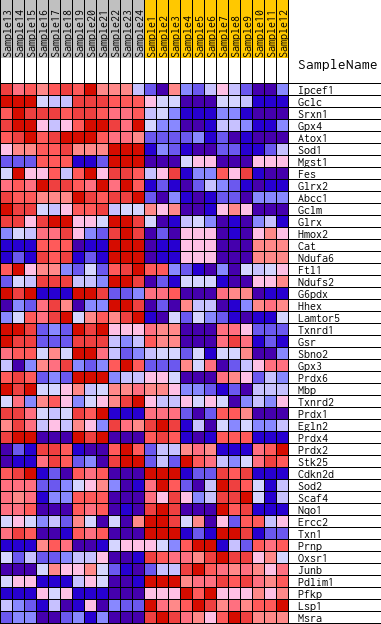 Sample13
Sample14
Sample15
Sample16
Sample17
Sample18
Sample19
Sample20
Sample21
Sample22
Sample23
Sample24
Sample1
Sample2
Sample3
Sample4
Sample5
Sample6
Sample7
Sample8
Sample9
Sample10
Sample11
Sample12
SampleName
Ipcef1
Gclc
Srxn1
Gpx4
Atox1
Sod1
Mgst1
Fes
Glrx2
Abcc1
Gclm
Glrx
Hmox2
Cat
Ndufa6
Ftl1
Ndufs2
G6pdx
Hhex
Lamtor5
Txnrd1
Gsr
Sbno2
Gpx3
Prdx6
Mbp
Txnrd2
Prdx1
Egln2
Prdx4
Prdx2
Stk25
Cdkn2d
Sod2
Scaf4
Nqo1
Ercc2
Txn1
Prnp
Oxsr1
Junb
Pdlim1
Pfkp
Lsp1
Msra